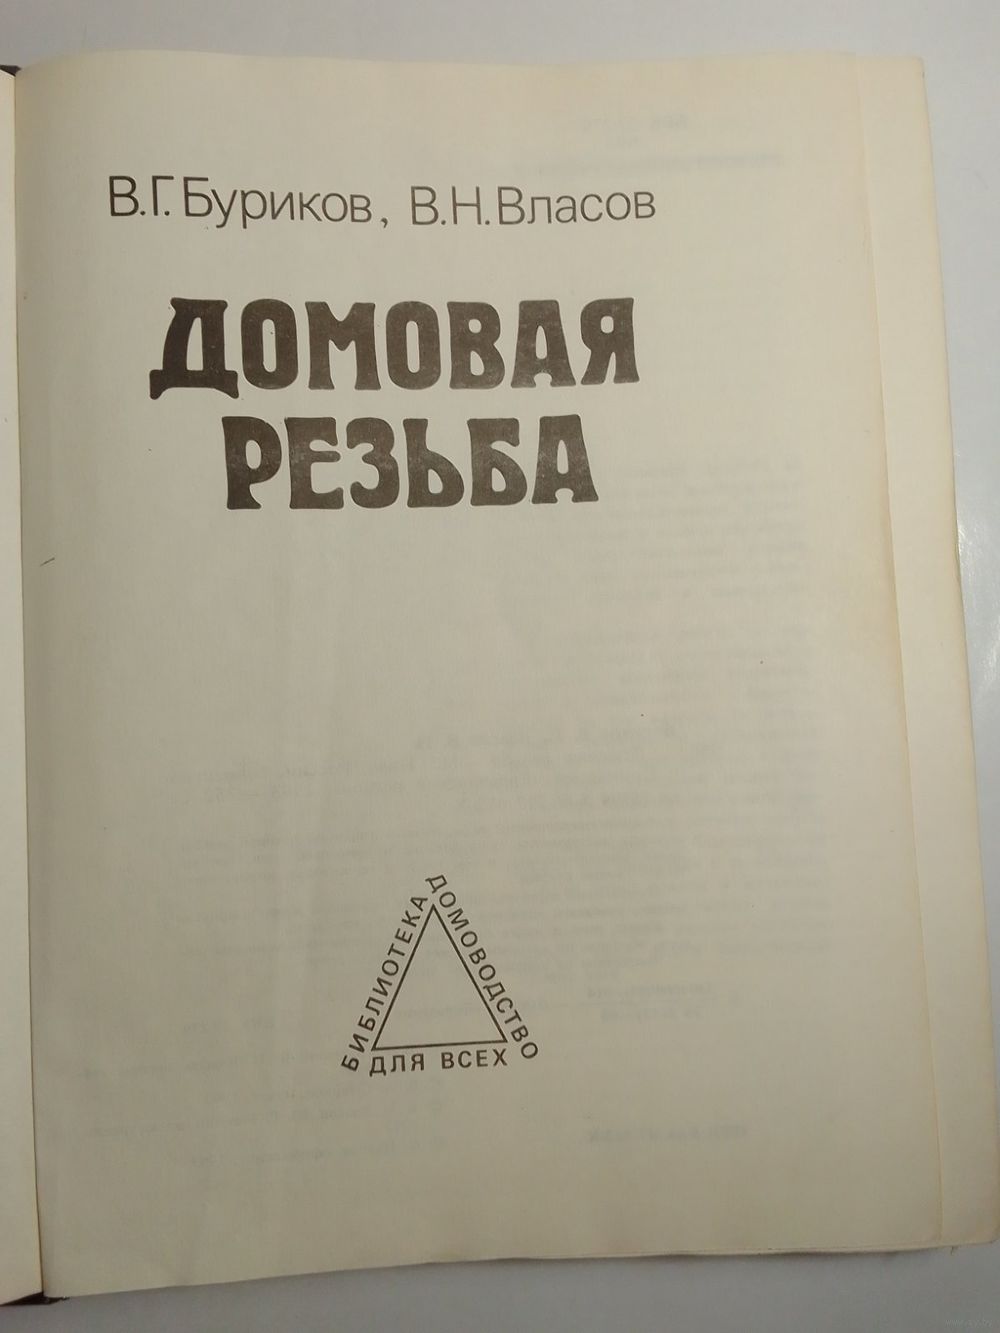 В.Г. Буриков, В.Н. Власов
ДОМОВАЯ
РЕЗЬБА
БИБЛИОТЕКА
ДОМОВОДСТВО
ДЛЯ ВСЕХ